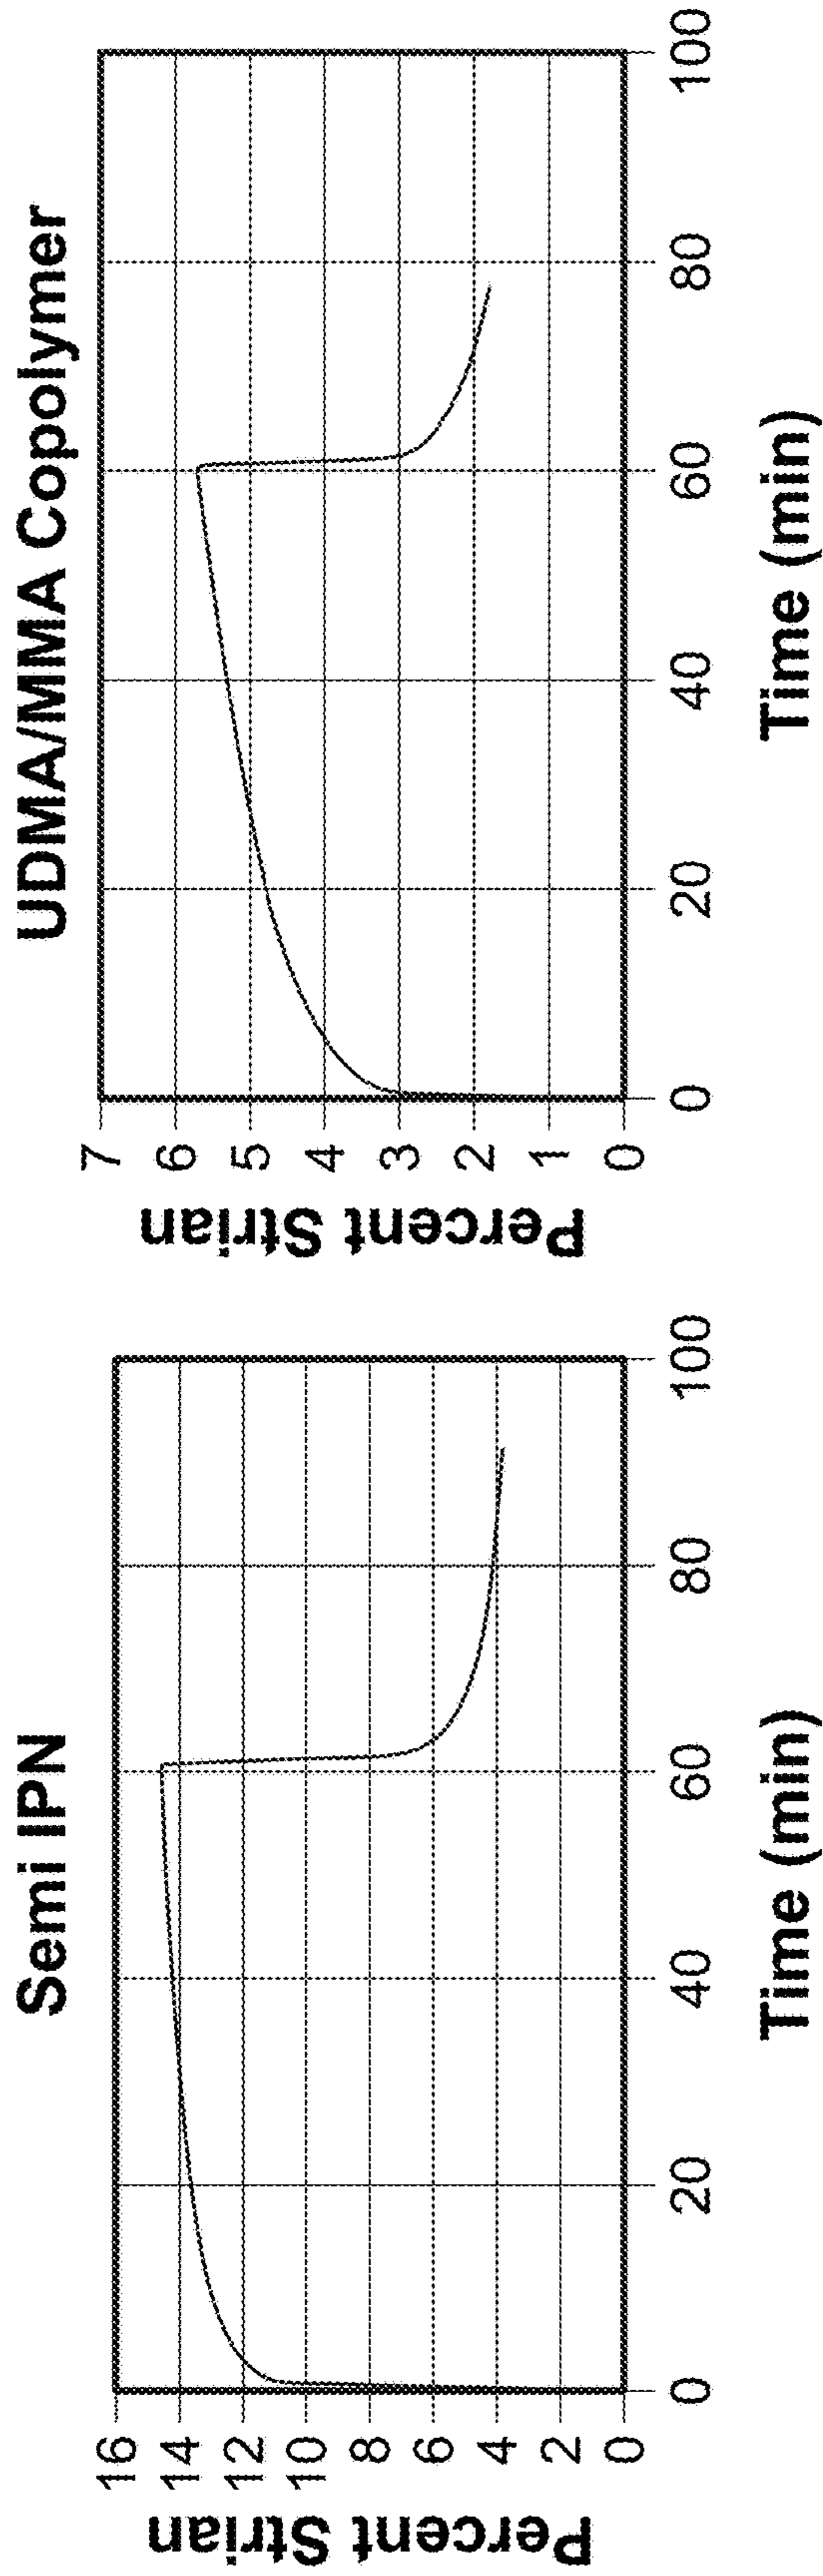 Semi IPN
Percent Strian
16
14
12
10
8
6
4
2
0
0 20 40 60 80 100
Time (min)
UDMA/MMA Copolymer
Percent Strian
7
6
5
4
3
2
1
0
0 20 40 60 80 100
Time (min)